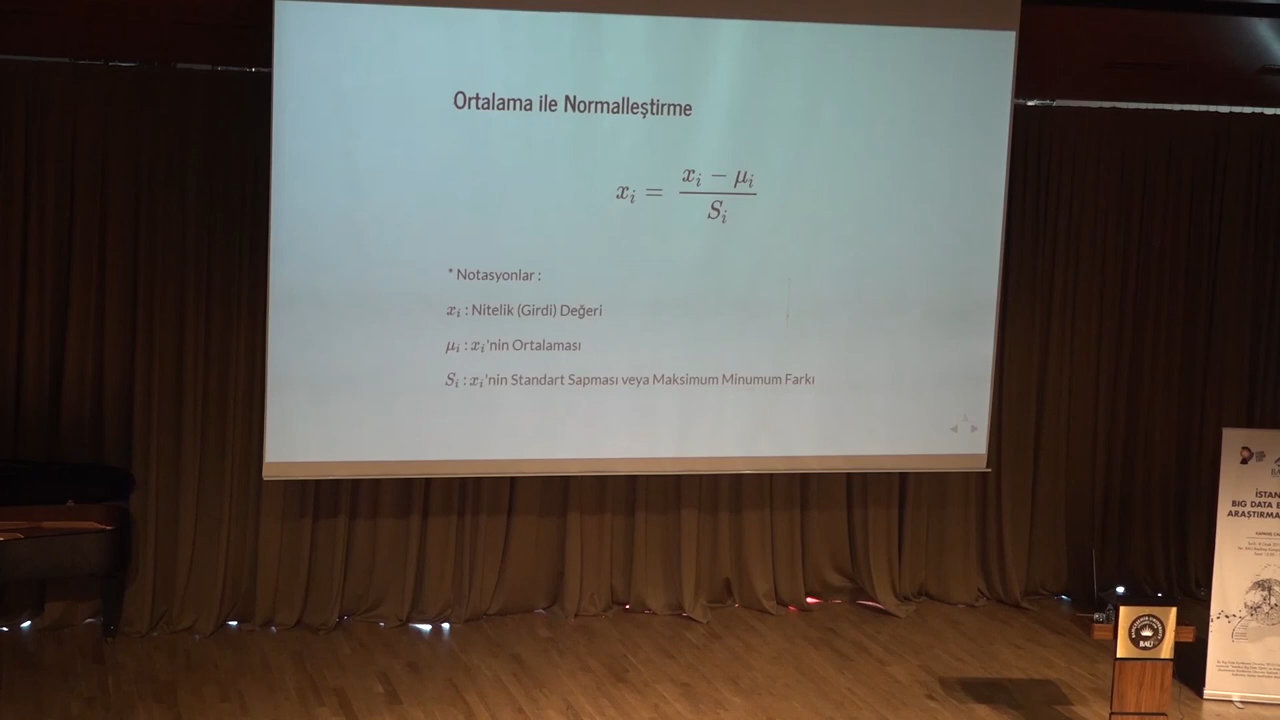 Ortalama ile Normalleştirme
x_i = \frac{x_i - μ_i}{S_i}
* Notasyonlar :
x_i : Nitelik (Girdi) Değeri
μ_i : x_i'nin Ortalaması
S_i : x_i'nin Standart Sapması veya Maksimum Minumum Farkı
BAU
İSTAN
BIG DATA E
ARAŞTIRMA